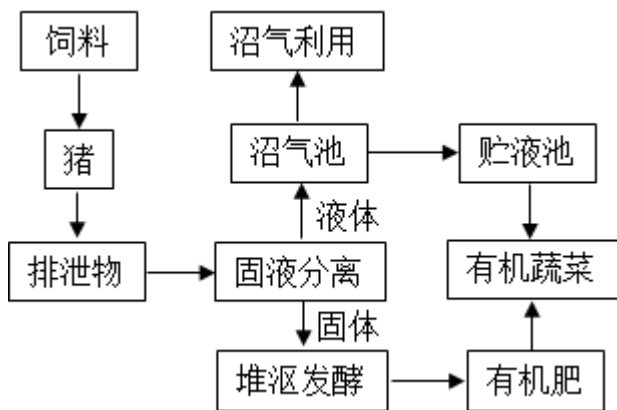 饲料
沼气利用
猪
沼气池
贮液池
液体
排泄物
固液分离
有机蔬菜
固体
堆沤发酵
有机肥